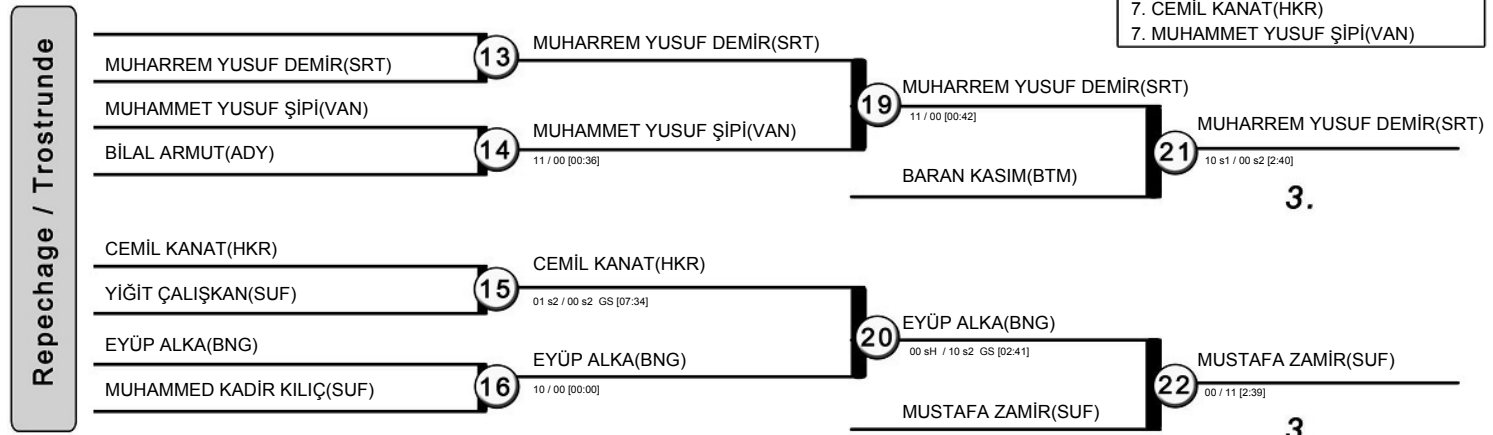 7. CEMİL KANAT(HKR)
7. MUHAMMET YUSUF ŞİPİ(VAN)
Repechage / Trostrunde
MUHARREM YUSUF DEMİR(SRT)
13
MUHARREM YUSUF DEMİR(SRT)
MUHAMMET YUSUF ŞİPİ(VAN)
BİLAL ARMUT(ADY)
14
MUHAMMET YUSUF ŞİPİ(VAN)
11 / 00 [00:36]
19
MUHARREM YUSUF DEMİR(SRT)
11 / 00 [00:42]
BARAN KASIM(BTM)
21
MUHARREM YUSUF DEMİR(SRT)
10 s1 / 00 s2 [2:40]
3.
CEMİL KANAT(HKR)
YİĞİT ÇALIŞKAN(SUF)
15
CEMİL KANAT(HKR)
01 s2 / 00 s2 GS [07:34]
EYÜP ALKA(BNG)
MUHAMMED KADİR KILIÇ(SUF)
16
EYÜP ALKA(BNG)
10 / 00 [00:00]
20
EYÜP ALKA(BNG)
00 sH / 10 s2 GS [02:41]
MUSTAFA ZAMİR(SUF)
22
MUSTAFA ZAMİR(SUF)
00 / 11 [2:39]
3